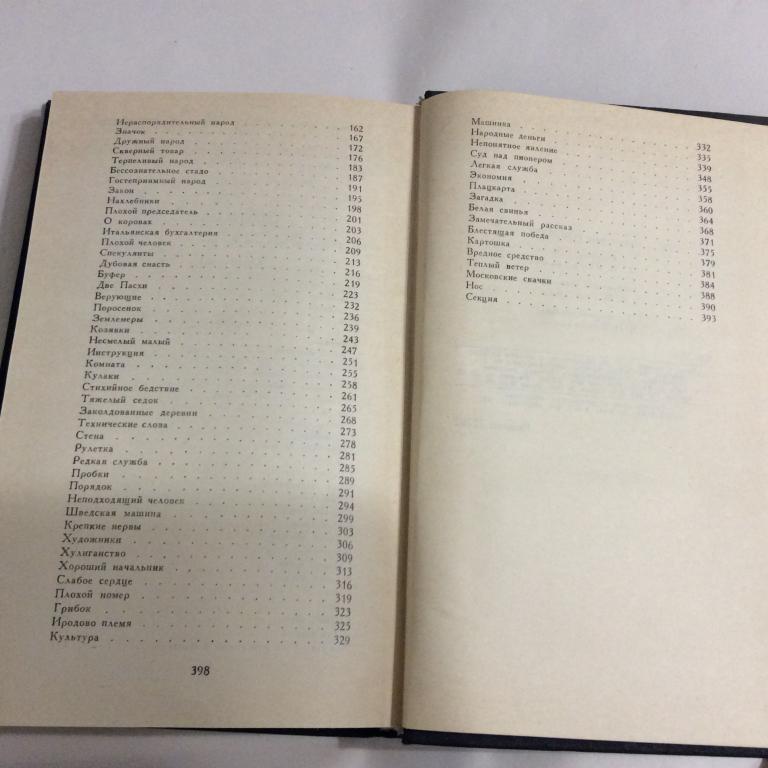 Нераспорядительный народ . . . 162
Значок . . . 167
Дружный народ . . . 172
Скверный товар . . . 176
Терпеливый народ . . . 183
Бессознательное стадо . . . 187
Гостеприимный народ . . . 191
Закон . . . 195
Нахлебники . . . 198
Плохой председатель . . . 201
О коровах . . . 203
Итальянская бухгалтерия . . . 206
Плохой человек . . . 209
Спекулянты . . . 213
Дубовая снасть . . . 216
Буфер . . . 219
Две Пасхи . . . 223
Верующие . . . 232
Поросенок . . . 236
Землемеры . . . 239
Козявки . . . 243
Несмелый малый . . . 247
Инструкция . . . 251
Комната . . . 255
Кулаки . . . 258
Стихийное бедствие . . . 261
Тяжелый седок . . . 265
Заколдованные деревни . . . 268
Технические слова . . . 273
Стена . . . 278
Рулетка . . . 281
Редкая служба . . . 285
Пробки . . . 289
Порядок . . . 291
Неподходящий человек . . . 294
Шведская машина . . . 299
Крепкие нервы . . . 303
Художники . . . 306
Хулиганство . . . 309
Хороший начальник . . . 313
Слабое сердце . . . 316
Плохой номер . . . 319
Грибок . . . 323
Иродово племя . . . 325
Культура . . . 329
398
Машинка . . . 332
Народные деньги . . . 335
Непонятное явление . . . 339
Суд над пионером . . . 348
Легкая служба . . . 355
Экономия . . . 358
Плацкарта . . . 360
Загадка . . . 364
Белая свинья . . . 368
Замечательный рассказ . . . 371
Блестящая победа . . . 375
Картошка . . . 379
Вредное средство . . . 381
Теплый ветер . . . 384
Московские скачки . . . 388
Нос . . . 390
Секция . . . 393